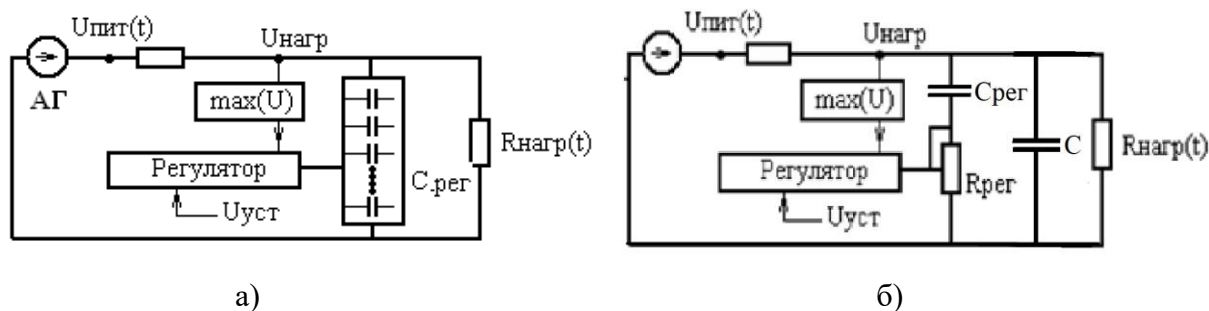 Uпит(t)
Uнагр
АГ
max(U)
Регулятор
С,рег
Rнагр(t)
Uуст
а)
Uпит(t)
Uнагр
max(U)
Срег
С
Регулятор
Rрег
Rнагр(t)
Uуст
б)